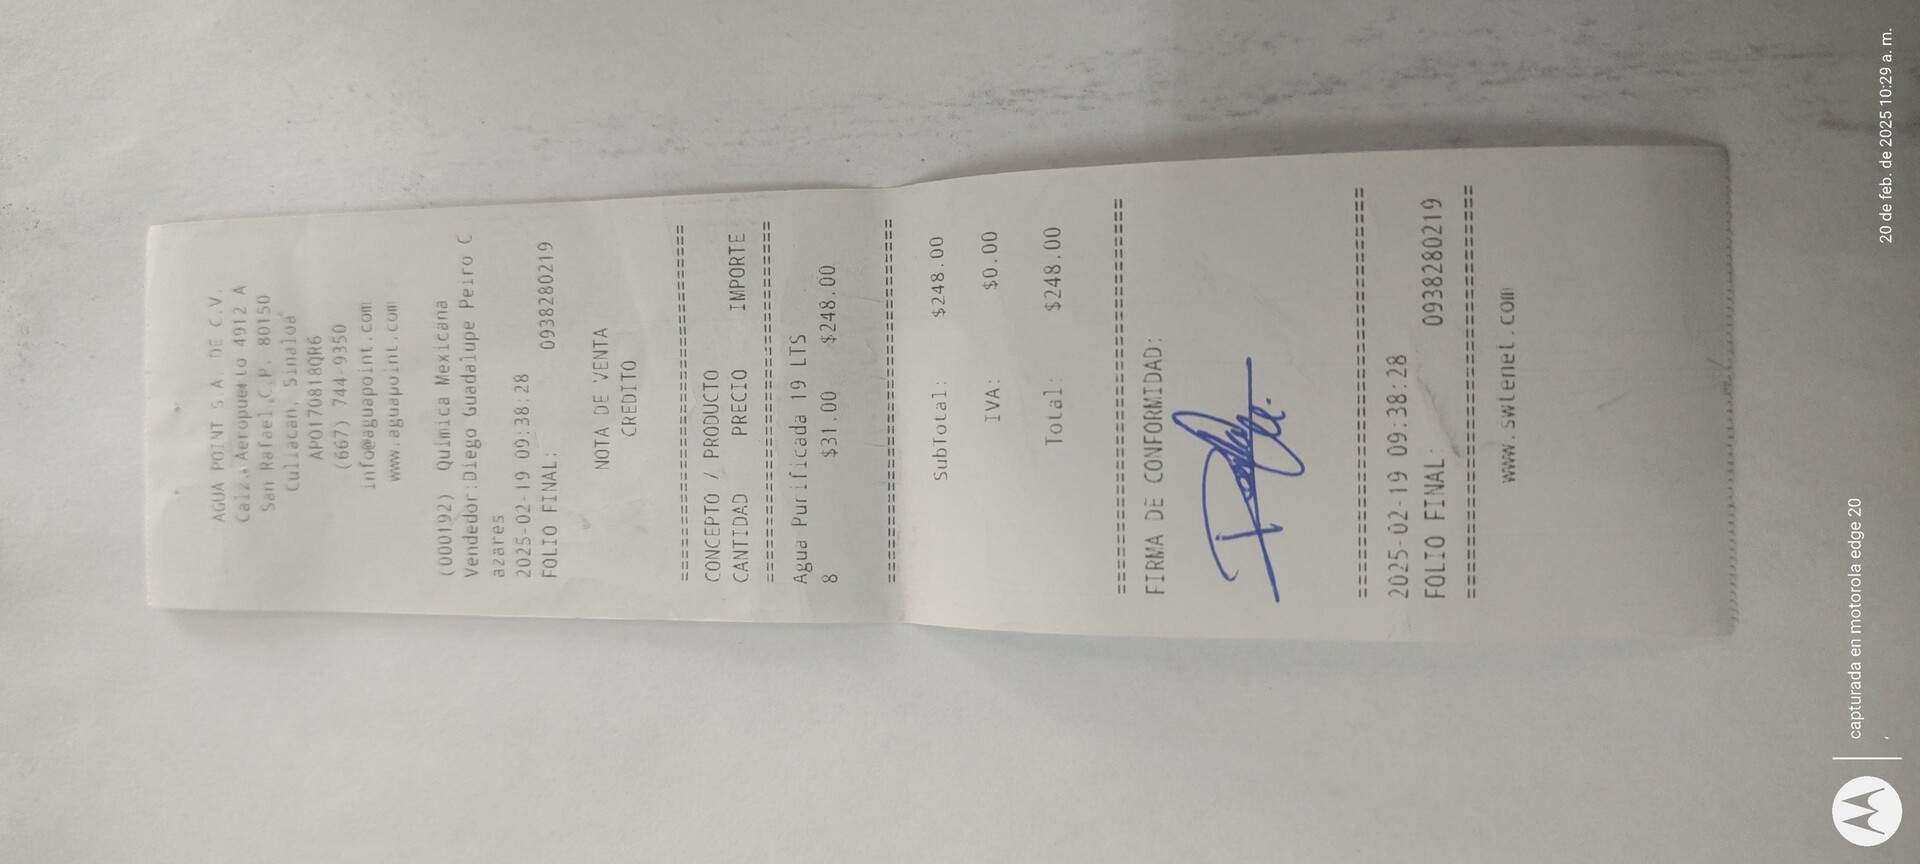 AGUA POINT S.A. DE C.V.
Calz. Aeropuerto 4912 A
San Rafael C.P. 80150
Culiacan, Sinaloa
APO170818QR6
(667) 744-9350
info@aguapoint.com
www.aguapoint.com
(000192) Quimica Mexicana
Vendedor:Diego Guadalupe Peiro C
azares
2025-02-19 09:38:28
FOLIO FINAL: 0938280219
NOTA DE VENTA
CREDITO
================================
CONCEPTO / PRODUCTO
CANTIDAD PRECIO IMPORTE
================================
Agua Purificada 19 LTS
8 $31.00 $248.00
================================
SubTotal: $248.00
IVA: $0.00
Total: $248.00
================================
FIRMA DE CONFORMIDAD:
================================
2025-02-19 09:38:28
FOLIO FINAL: 0938280219
================================
www.swtenet.com
capturada en motorola edge 20
20 de feb. de 2025 10:29 a. m.